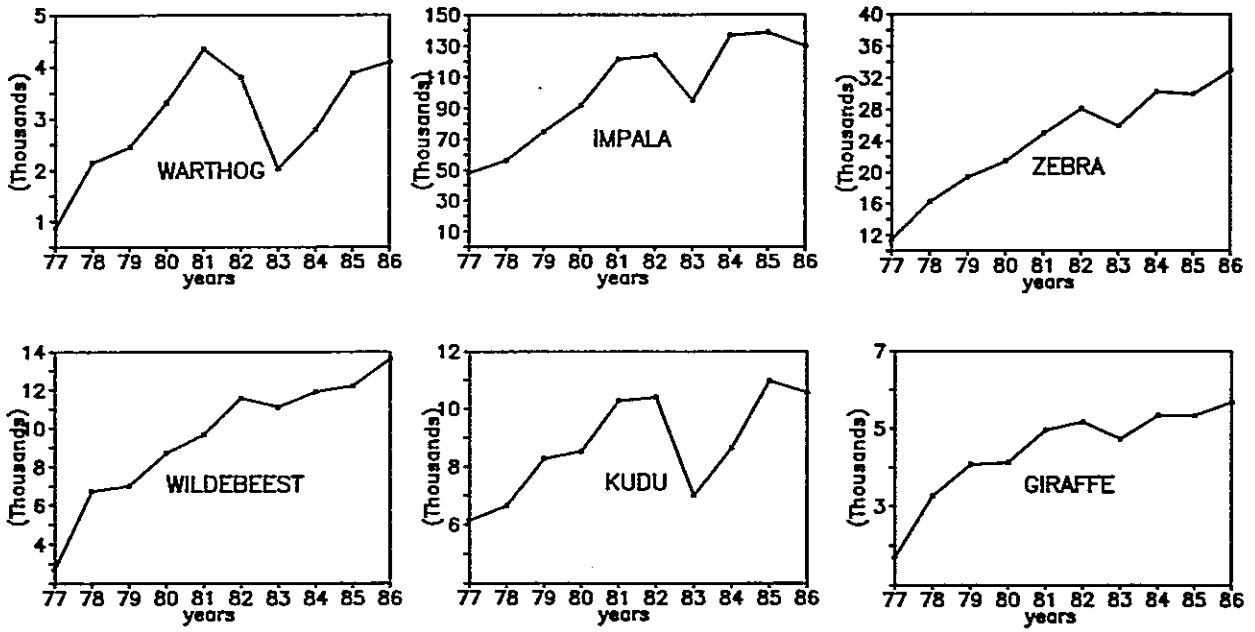 (Thousands)
5
4
3
2
1
WARTHOG
77 78 79 80 81 82 83 84 85 86
years
(Thousands)
150
130
110
90
70
50
30
10
IMPALA
77 78 79 80 81 82 83 84 85 86
years
(Thousands)
40
36
32
28
24
20
16
12
ZEBRA
77 78 79 80 81 82 83 84 85 86
years
(Thousands)
14
12
10
8
6
4
WILDEBEEST
77 78 79 80 81 82 83 84 85 86
years
(Thousands)
12
10
8
6
KUDU
77 78 79 80 81 82 83 84 85 86
years
(Thousands)
7
5
3
GIRAFFE
77 78 79 80 81 82 83 84 85 86
years